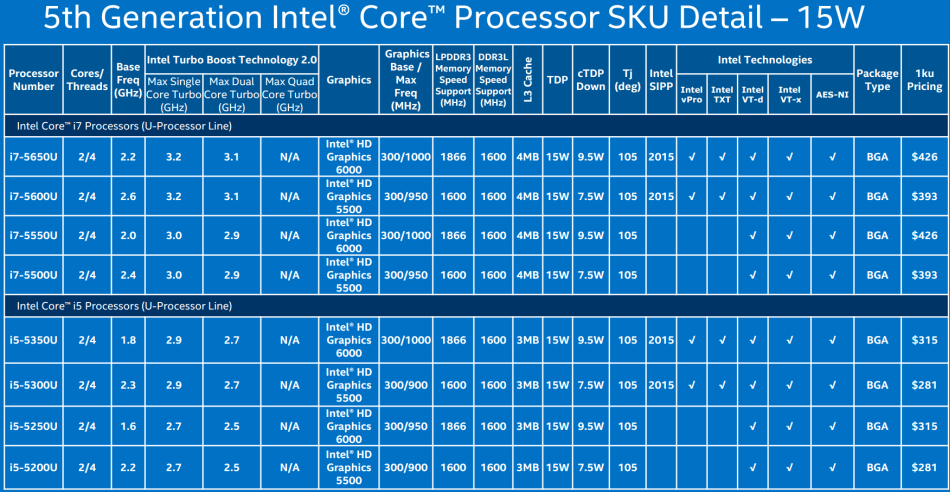 5th Generation Intel® Core™ Processor SKU Detail – 15W
Processor Number | Cores/ Threads | Base Freq (GHz) | Intel Turbo Boost Technology 2.0 | Graphics | Graphics Base / Max Freq (MHz) | LPDDR3 Memory Speed Support (MHz) | DDR3L Memory Speed Support (MHz) | L3 Cache | TDP | cTDP Down | Tj (deg) | Intel SIPP | Intel Technologies | Package Type | 1ku Pricing
Max Single Core Turbo (GHz) | Max Dual Core Turbo (GHz) | Max Quad Core Turbo (GHz) | Intel vPro | Intel TXT | Intel VT-d | Intel VT-x | AES-NI
Intel Core™ i7 Processors (U-Processor Line)
i7-5650U | 2/4 | 2.2 | 3.2 | 3.1 | N/A | Intel® HD Graphics 6000 | 300/1000 | 1866 | 1600 | 4MB | 15W | 9.5W | 105 | 2015 | √ | √ | √ | √ | √ | BGA | $426
i7-5600U | 2/4 | 2.6 | 3.2 | 3.1 | N/A | Intel® HD Graphics 5500 | 300/950 | 1600 | 1600 | 4MB | 15W | 7.5W | 105 | 2015 | √ | √ | √ | √ | √ | BGA | $393
i7-5550U | 2/4 | 2.0 | 3.0 | 2.9 | N/A | Intel® HD Graphics 6000 | 300/1000 | 1866 | 1600 | 4MB | 15W | 9.5W | 105 | | | | √ | √ | √ | BGA | $426
i7-5500U | 2/4 | 2.4 | 3.0 | 2.9 | N/A | Intel® HD Graphics 5500 | 300/950 | 1600 | 1600 | 4MB | 15W | 7.5W | 105 | | | | √ | √ | √ | BGA | $393
Intel Core™ i5 Processors (U-Processor Line)
i5-5350U | 2/4 | 1.8 | 2.9 | 2.7 | N/A | Intel® HD Graphics 6000 | 300/1000 | 1866 | 1600 | 3MB | 15W | 9.5W | 105 | 2015 | √ | √ | √ | √ | √ | BGA | $315
i5-5300U | 2/4 | 2.3 | 2.9 | 2.7 | N/A | Intel® HD Graphics 5500 | 300/900 | 1600 | 1600 | 3MB | 15W | 7.5W | 105 | 2015 | √ | √ | √ | √ | √ | BGA | $281
i5-5250U | 2/4 | 1.6 | 2.7 | 2.5 | N/A | Intel® HD Graphics 6000 | 300/950 | 1866 | 1600 | 3MB | 15W | 9.5W | 105 | | | | √ | √ | √ | BGA | $315
i5-5200U | 2/4 | 2.2 | 2.7 | 2.5 | N/A | Intel® HD Graphics 5500 | 300/900 | 1600 | 1600 | 3MB | 15W | 7.5W | 105 | | | | √ | √ | √ | BGA | $281